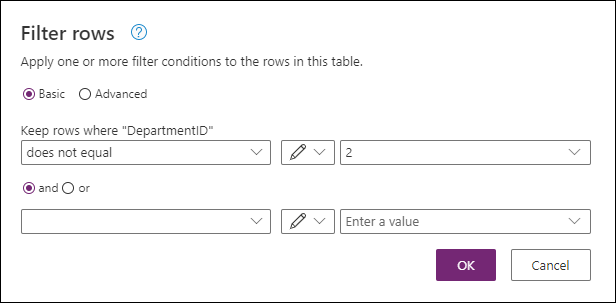 Filter rows ?
Apply one or more filter conditions to the rows in this table.
Basic Advanced
Keep rows where "DepartmentID"
does not equal 2
and or
Enter a value
OK Cancel